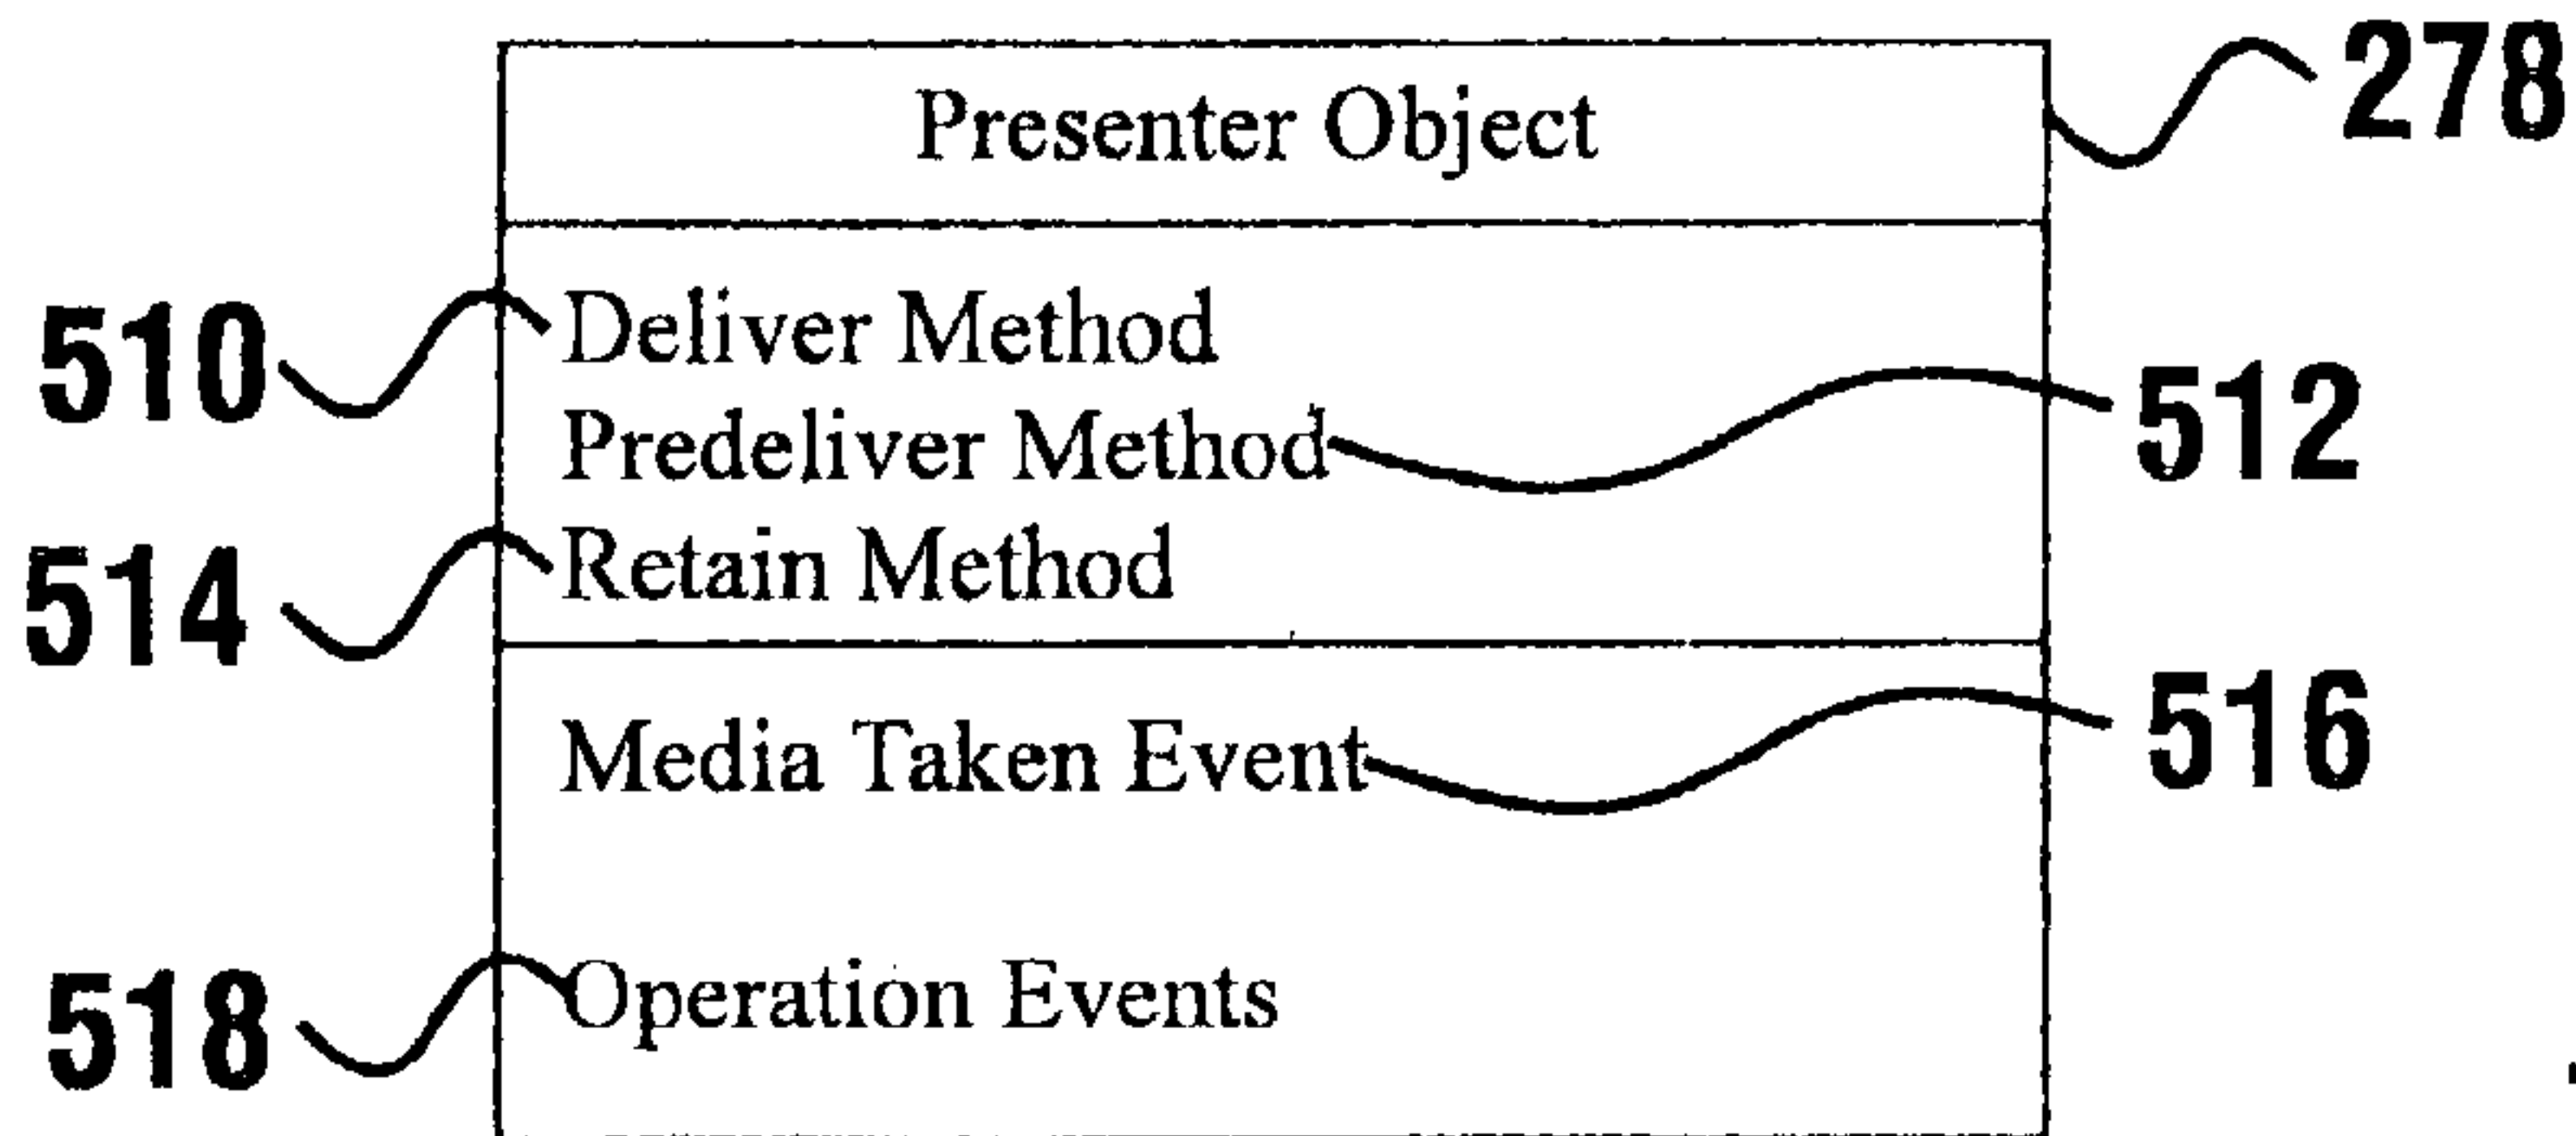 Presenter Object 278
510 Deliver Method
Predeliver Method 512
514 Retain Method
Media Taken Event 516
518 Operation Events